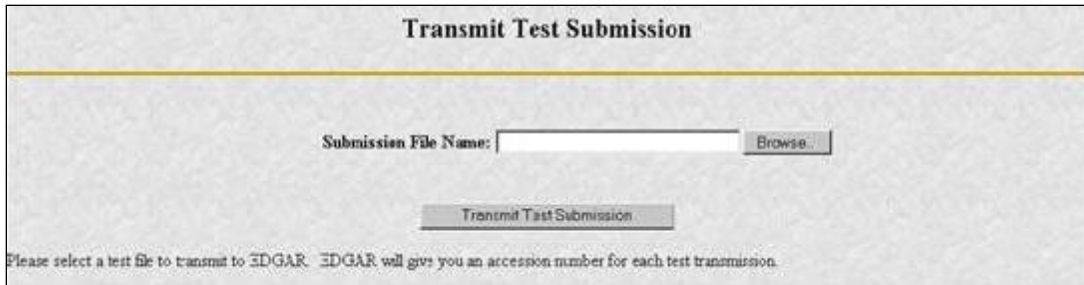 Transmit Test Submission
Submission File Name: Browse..
Transmit Test Submission
Please select a test file to transmit to EDGAR. EDGAR will give you an accession number for each test transmission.